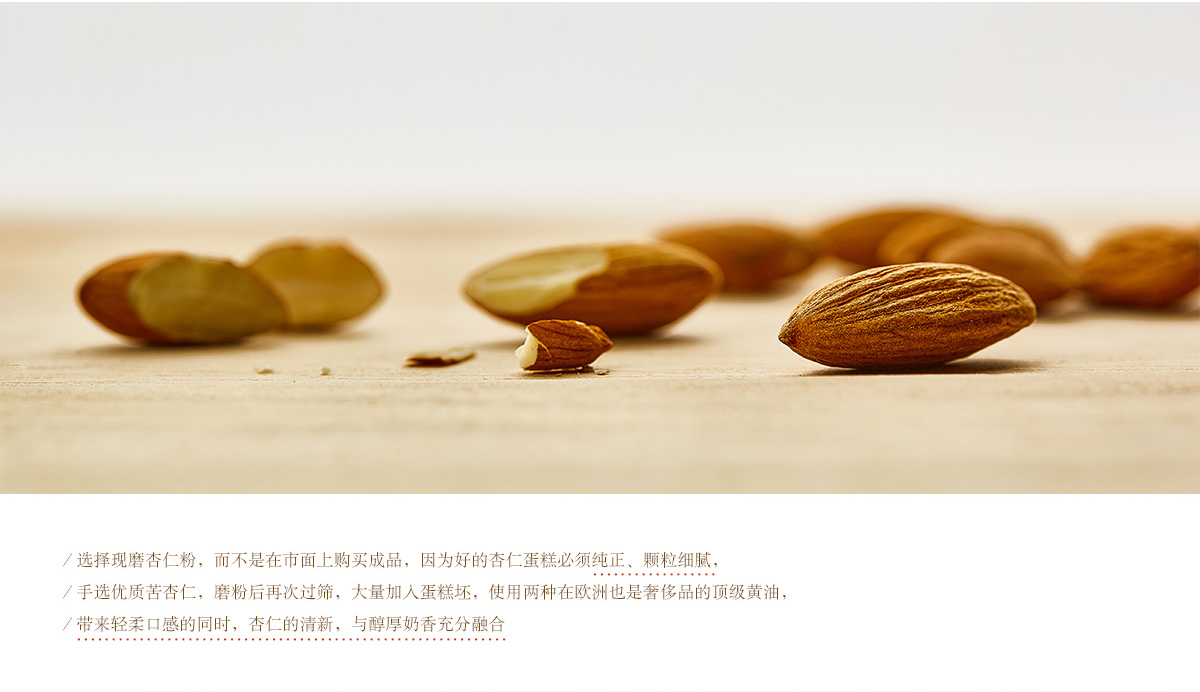 / 选择现磨杏仁粉，而不是在市面上购买成品，因为好的杏仁蛋糕必须纯正、颗粒细腻，
/ 手选优质苦杏仁，磨粉后再次过筛，大量加入蛋糕坯，使用两种在欧洲也是奢侈品的顶级黄油，
/ 带来轻柔口感的同时，杏仁的清新，与醇厚奶香充分融合